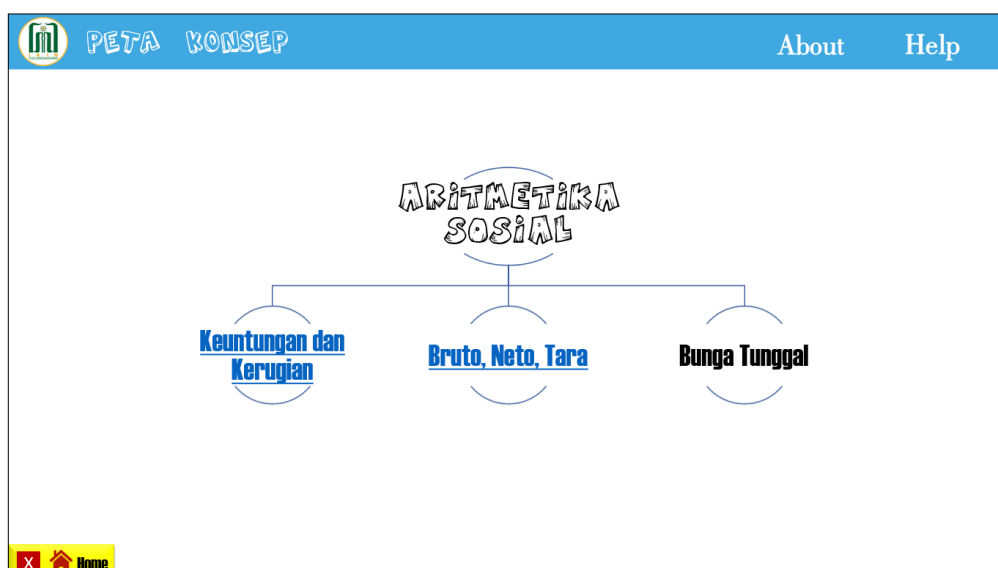 PETA KONSEP
About
Help
ARITMETIKA
SOSIAL
Keuntungan dan
Kerugian
Bruto, Neto, Tara
Bunga Tunggal
X
Home